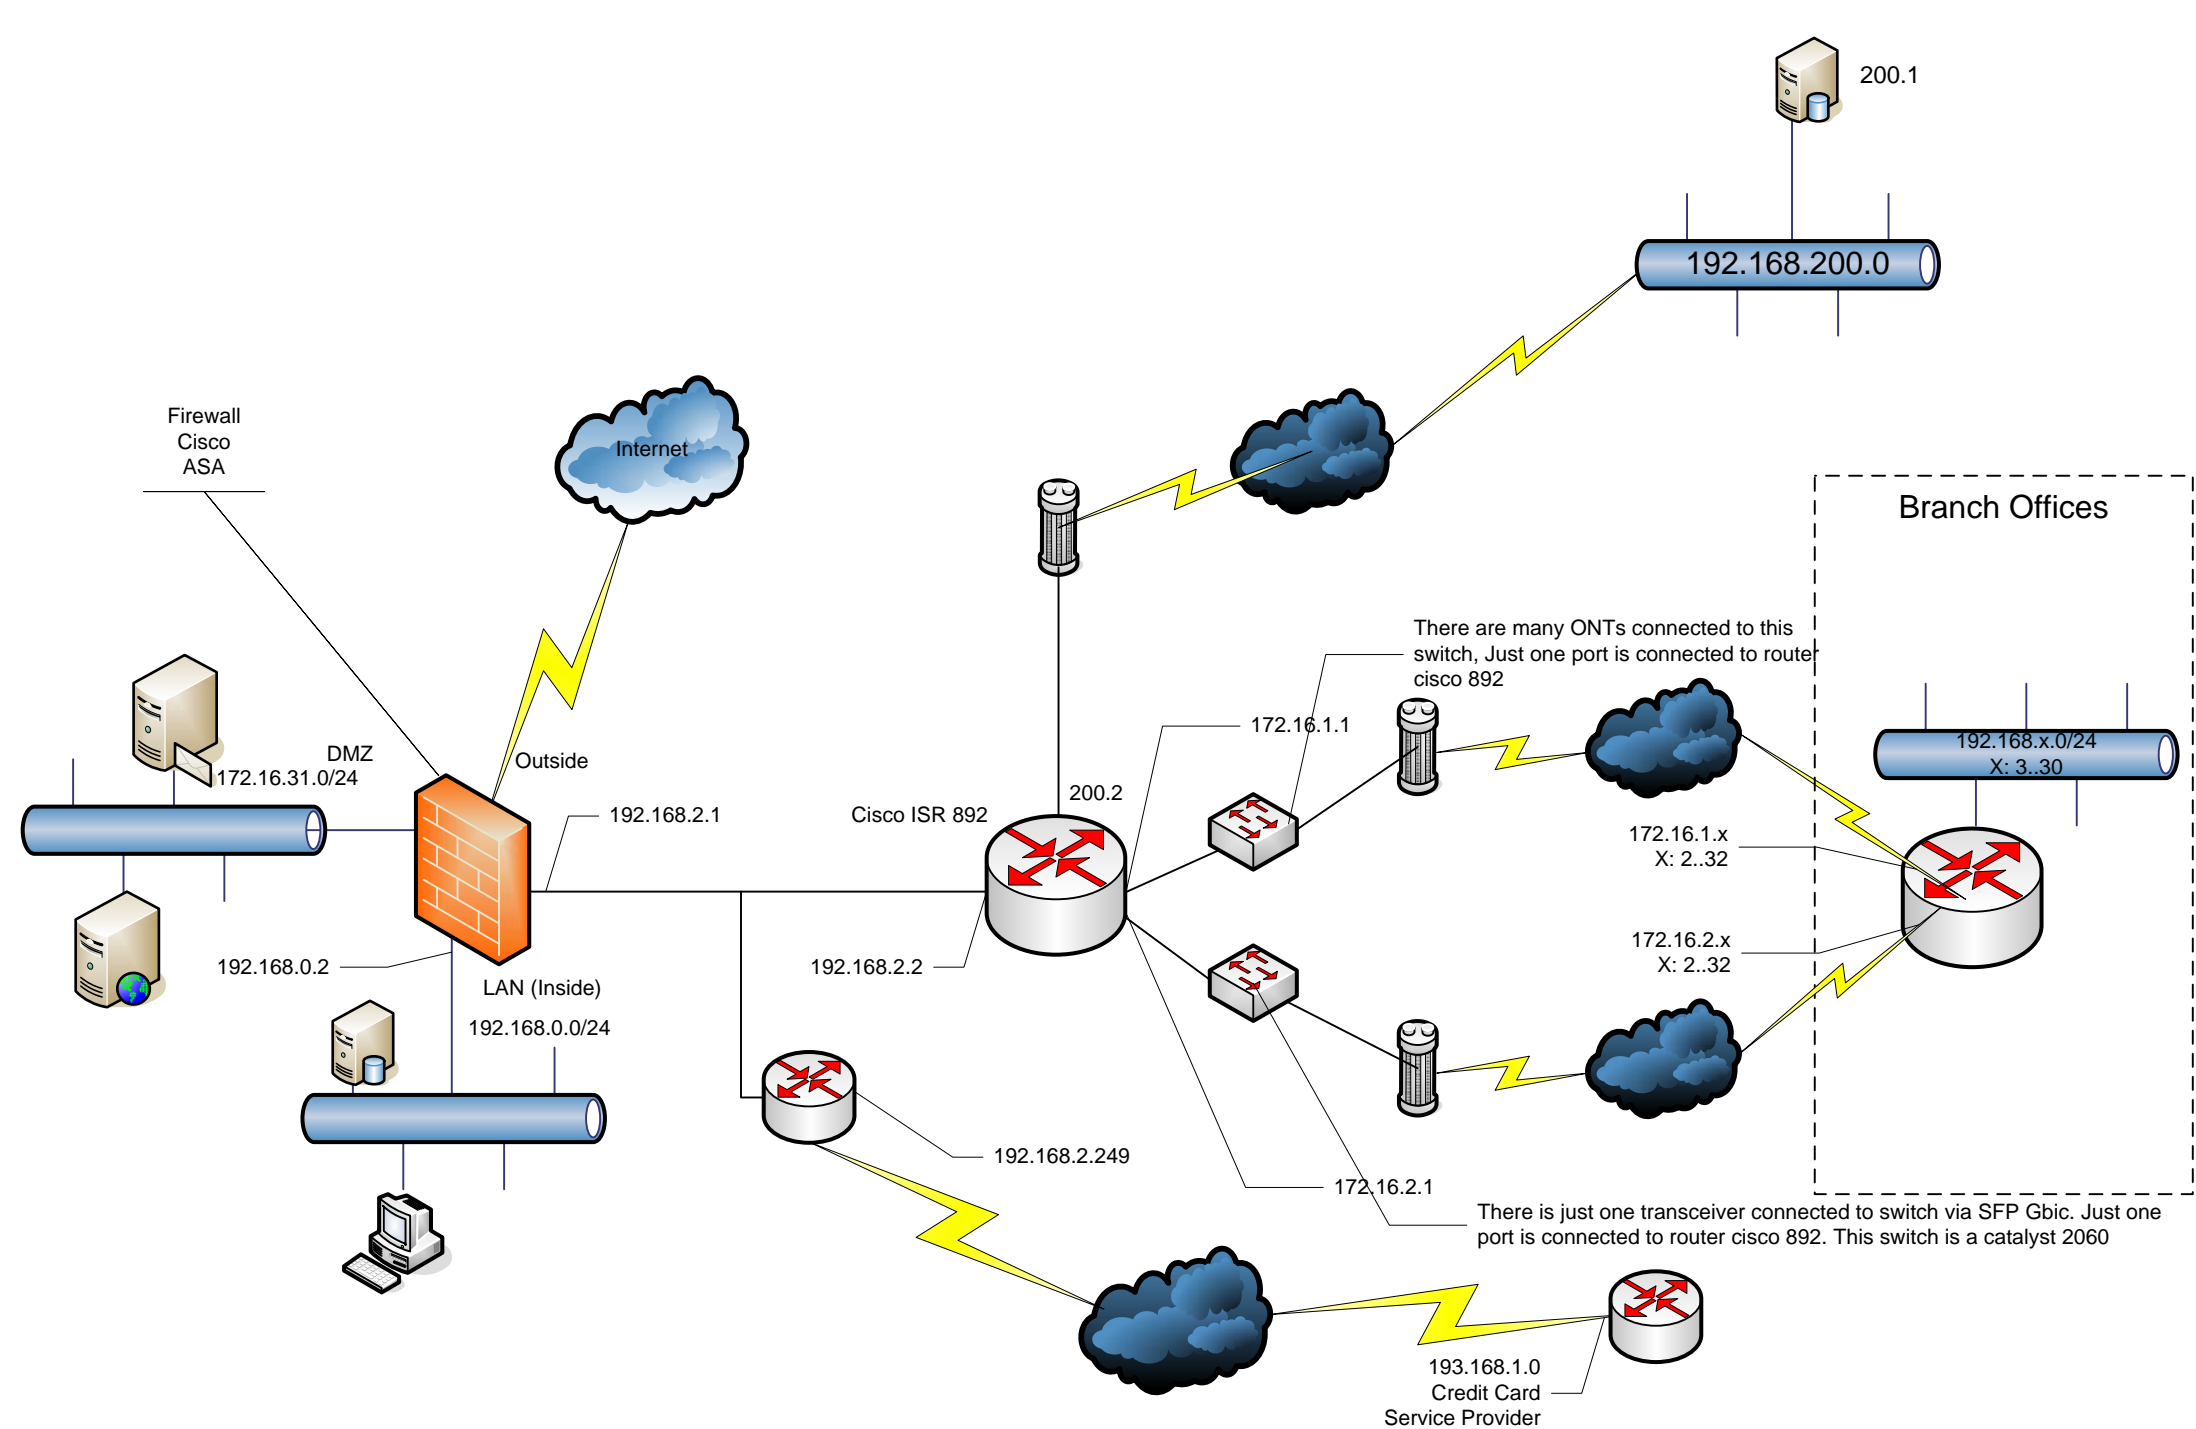 200.1
192.168.200.0
Firewall
Cisco
ASA
Internet
Branch Offices
There are many ONTs connected to this
switch, Just one port is connected to router
cisco 892
172.16.1.1
DMZ
172.16.31.0/24
Outside
192.168.2.1
Cisco ISR 892
200.2
192.168.x.0/24
X: 3..30
172.16.1.x
X: 2..32
172.16.2.x
X: 2..32
192.168.0.2
192.168.2.2
LAN (Inside)
192.168.0.0/24
192.168.2.249
172.16.2.1
There is just one transceiver connected to switch via SFP Gbic. Just one
port is connected to router cisco 892. This switch is a catalyst 2060
193.168.1.0
Credit Card
Service Provider